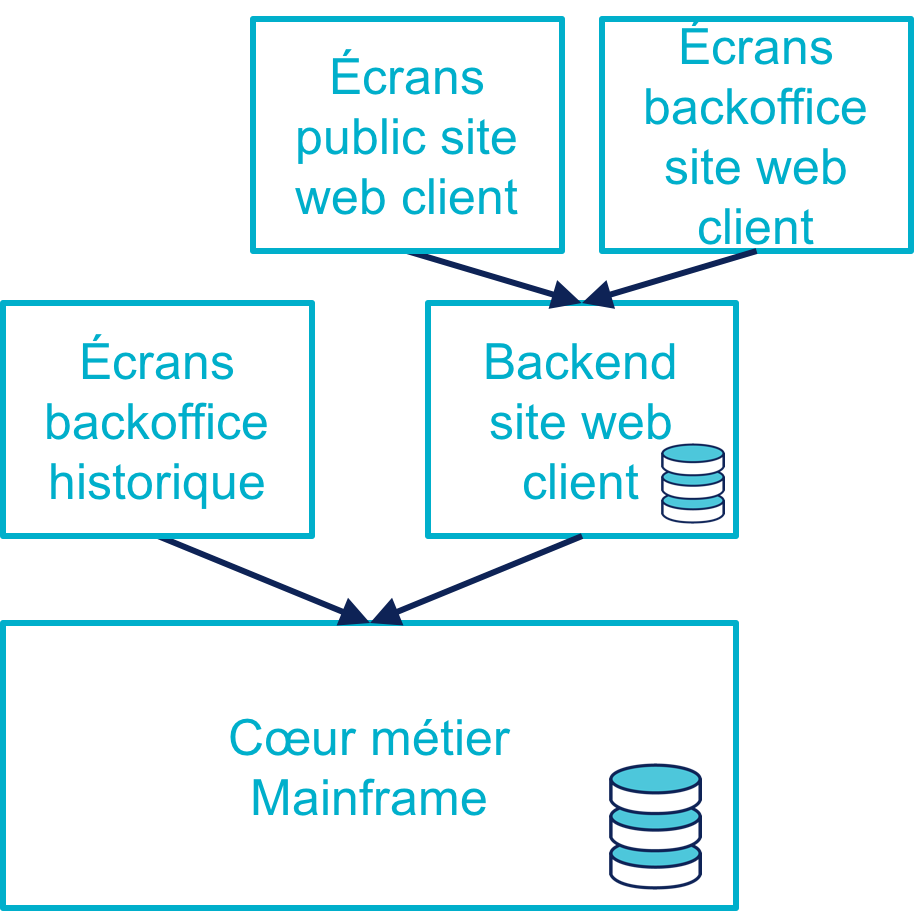 Écrans
public site
web client
Écrans
backoffice
site web
client
Écrans
backoffice
historique
Backend
site web
client
Cœur métier
Mainframe